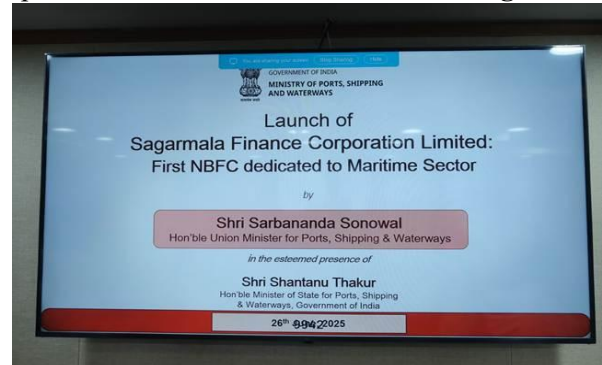 You are sharing your screen Stop Sharing Hide
GOVERNMENT OF INDIA
MINISTRY OF PORTS, SHIPPING
AND WATERWAYS
Launch of
Sagarmala Finance Corporation Limited:
First NBFC dedicated to Maritime Sector
by
Shri Sarbananda Sonowal
Hon'ble Union Minister for Ports, Shipping & Waterways
in the esteemed presence of
Shri Shantanu Thakur
Hon'ble Minister of State for Ports, Shipping
& Waterways, Government of India
26th 2025